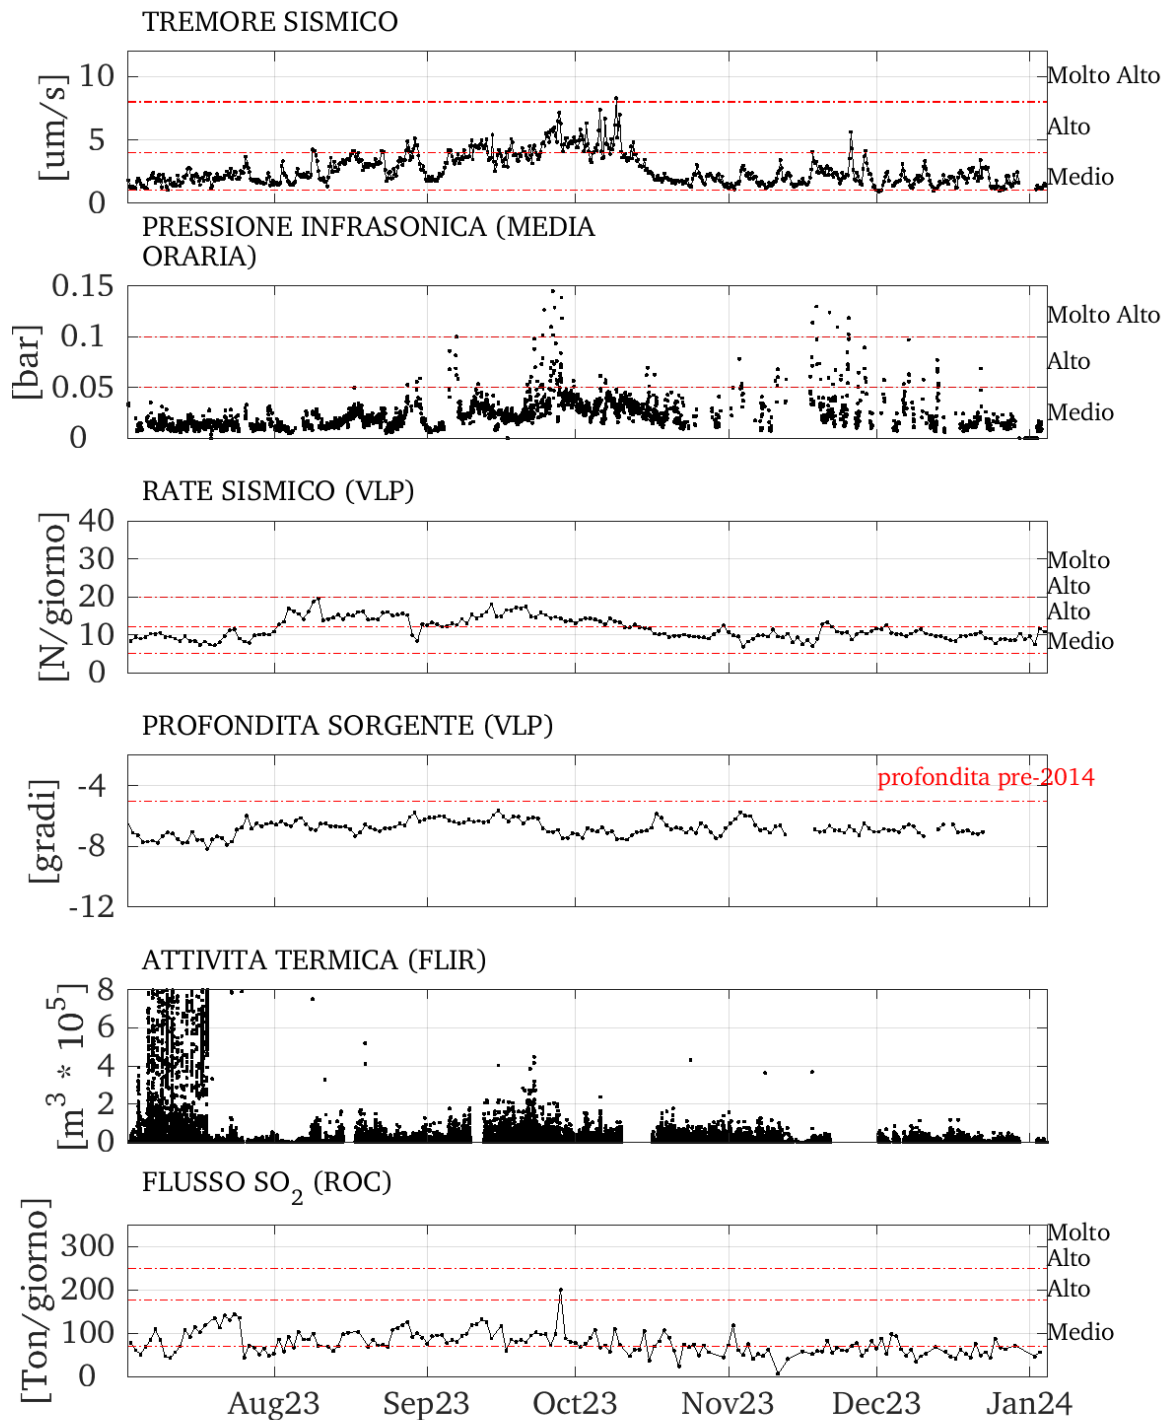 TREMORE SISMICO
[um/s]
10
5
0
Molto Alto
Alto
Medio
PRESSIONE INFRASONICA (MEDIA
ORARIA)
[bar]
0.15
0.1
0.05
0
Molto Alto
Alto
Medio
RATE SISMICO (VLP)
[N/giorno]
40
30
20
10
0
Molto
Alto
Alto
Medio
PROFONDITA SORGENTE (VLP)
[gradi]
-4
-8
-12
profondita pre-2014
ATTIVITA TERMICA (FLIR)
[m³ * 10⁵]
8
6
4
2
0
FLUSSO SO₂ (ROC)
[Ton/giorno]
300
200
100
0
Molto
Alto
Alto
Medio
Aug23 Sep23 Oct23 Nov23 Dec23 Jan24